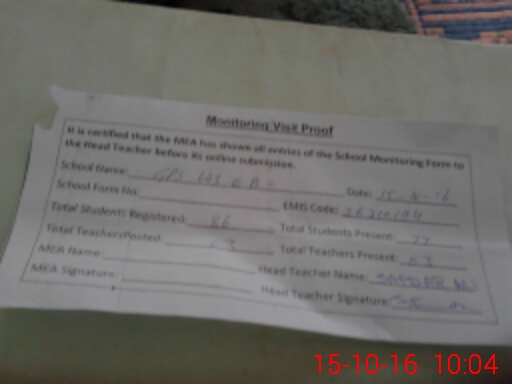 Monitoring Visit Proof
It is certified that the MEA has shown all entries of the School Monitoring Form to
the Head Teacher before its online submission.
School Name: Date: 15-
School Form No: EMIS Code:
Total Students Registered: 86 Total Students Present:
Total Teachers Posted: 03 Total Teachers Present: 03
MEA Name: Head Teacher Name:
MEA Signature: Head Teacher Signature:
15-10-16 10:04